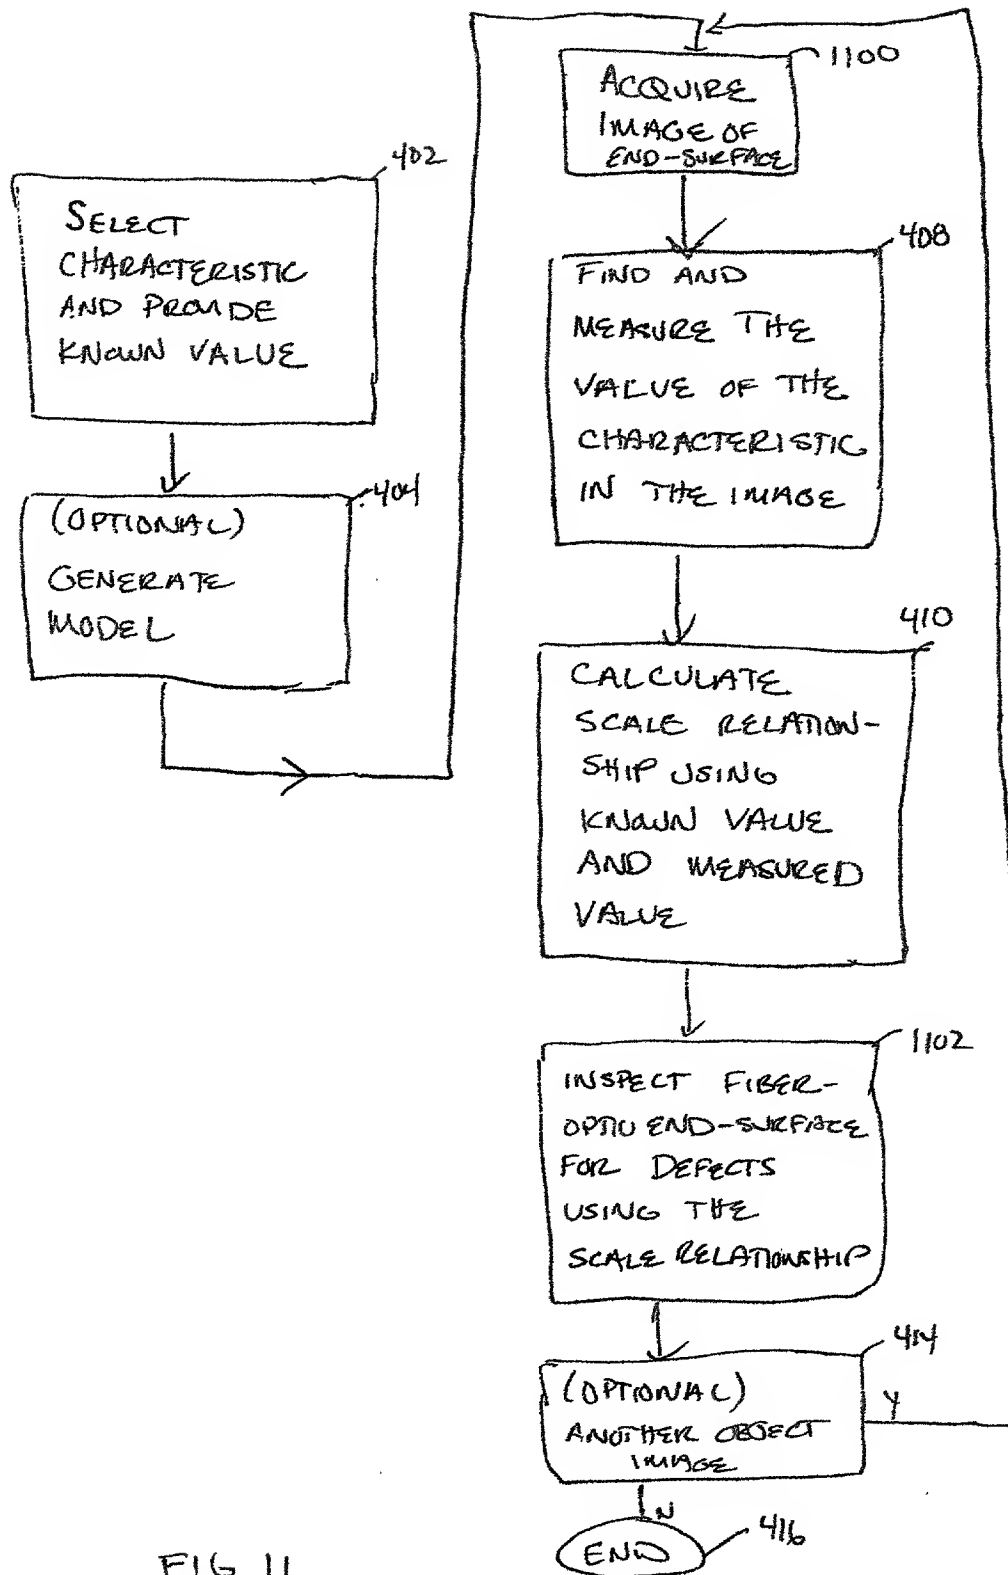 402
SELECT
CHARACTERISTIC
AND PROVIDE
KNOWN VALUE
404
(OPTIONAL)
GENERATE
MODEL
1100
ACQUIRE
IMAGE OF
END-SURFACE
408
FIND AND
MEASURE THE
VALUE OF THE
CHARACTERISTIC
IN THE IMAGE
410
CALCULATE
SCALE RELATION-
SHIP USING
KNOWN VALUE
AND MEASURED
VALUE
1102
INSPECT FIBER-
OPTIC END-SURFACE
FOR DEFECTS
USING THE
SCALE RELATIONSHIP
414
(OPTIONAL)
ANOTHER OBJECT
IMAGE
Y
N
END
416
FIG 11